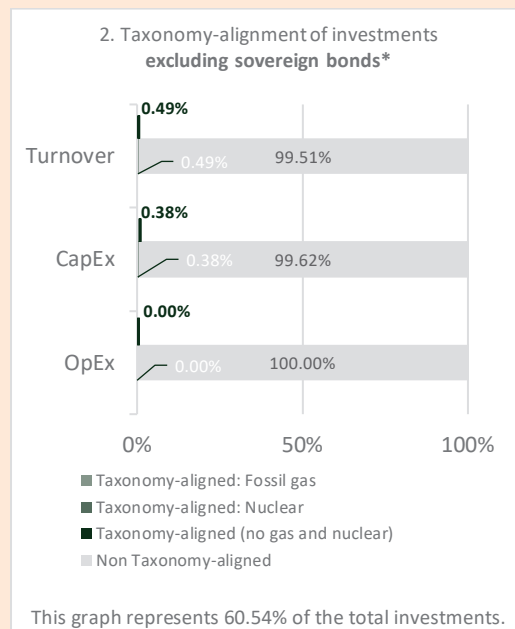 2. Taxonomy-alignment of investments
excluding sovereign bonds*
0.49%
Turnover
0.49%
99.51%
0.38%
CapEx
0.38%
99.62%
0.00%
OpEx
0.00%
100.00%
0%
50%
100%
Taxonomy-aligned: Fossil gas
Taxonomy-aligned: Nuclear
Taxonomy-aligned (no gas and nuclear)
Non Taxonomy-aligned
This graph represents 60.54% of the total investments.